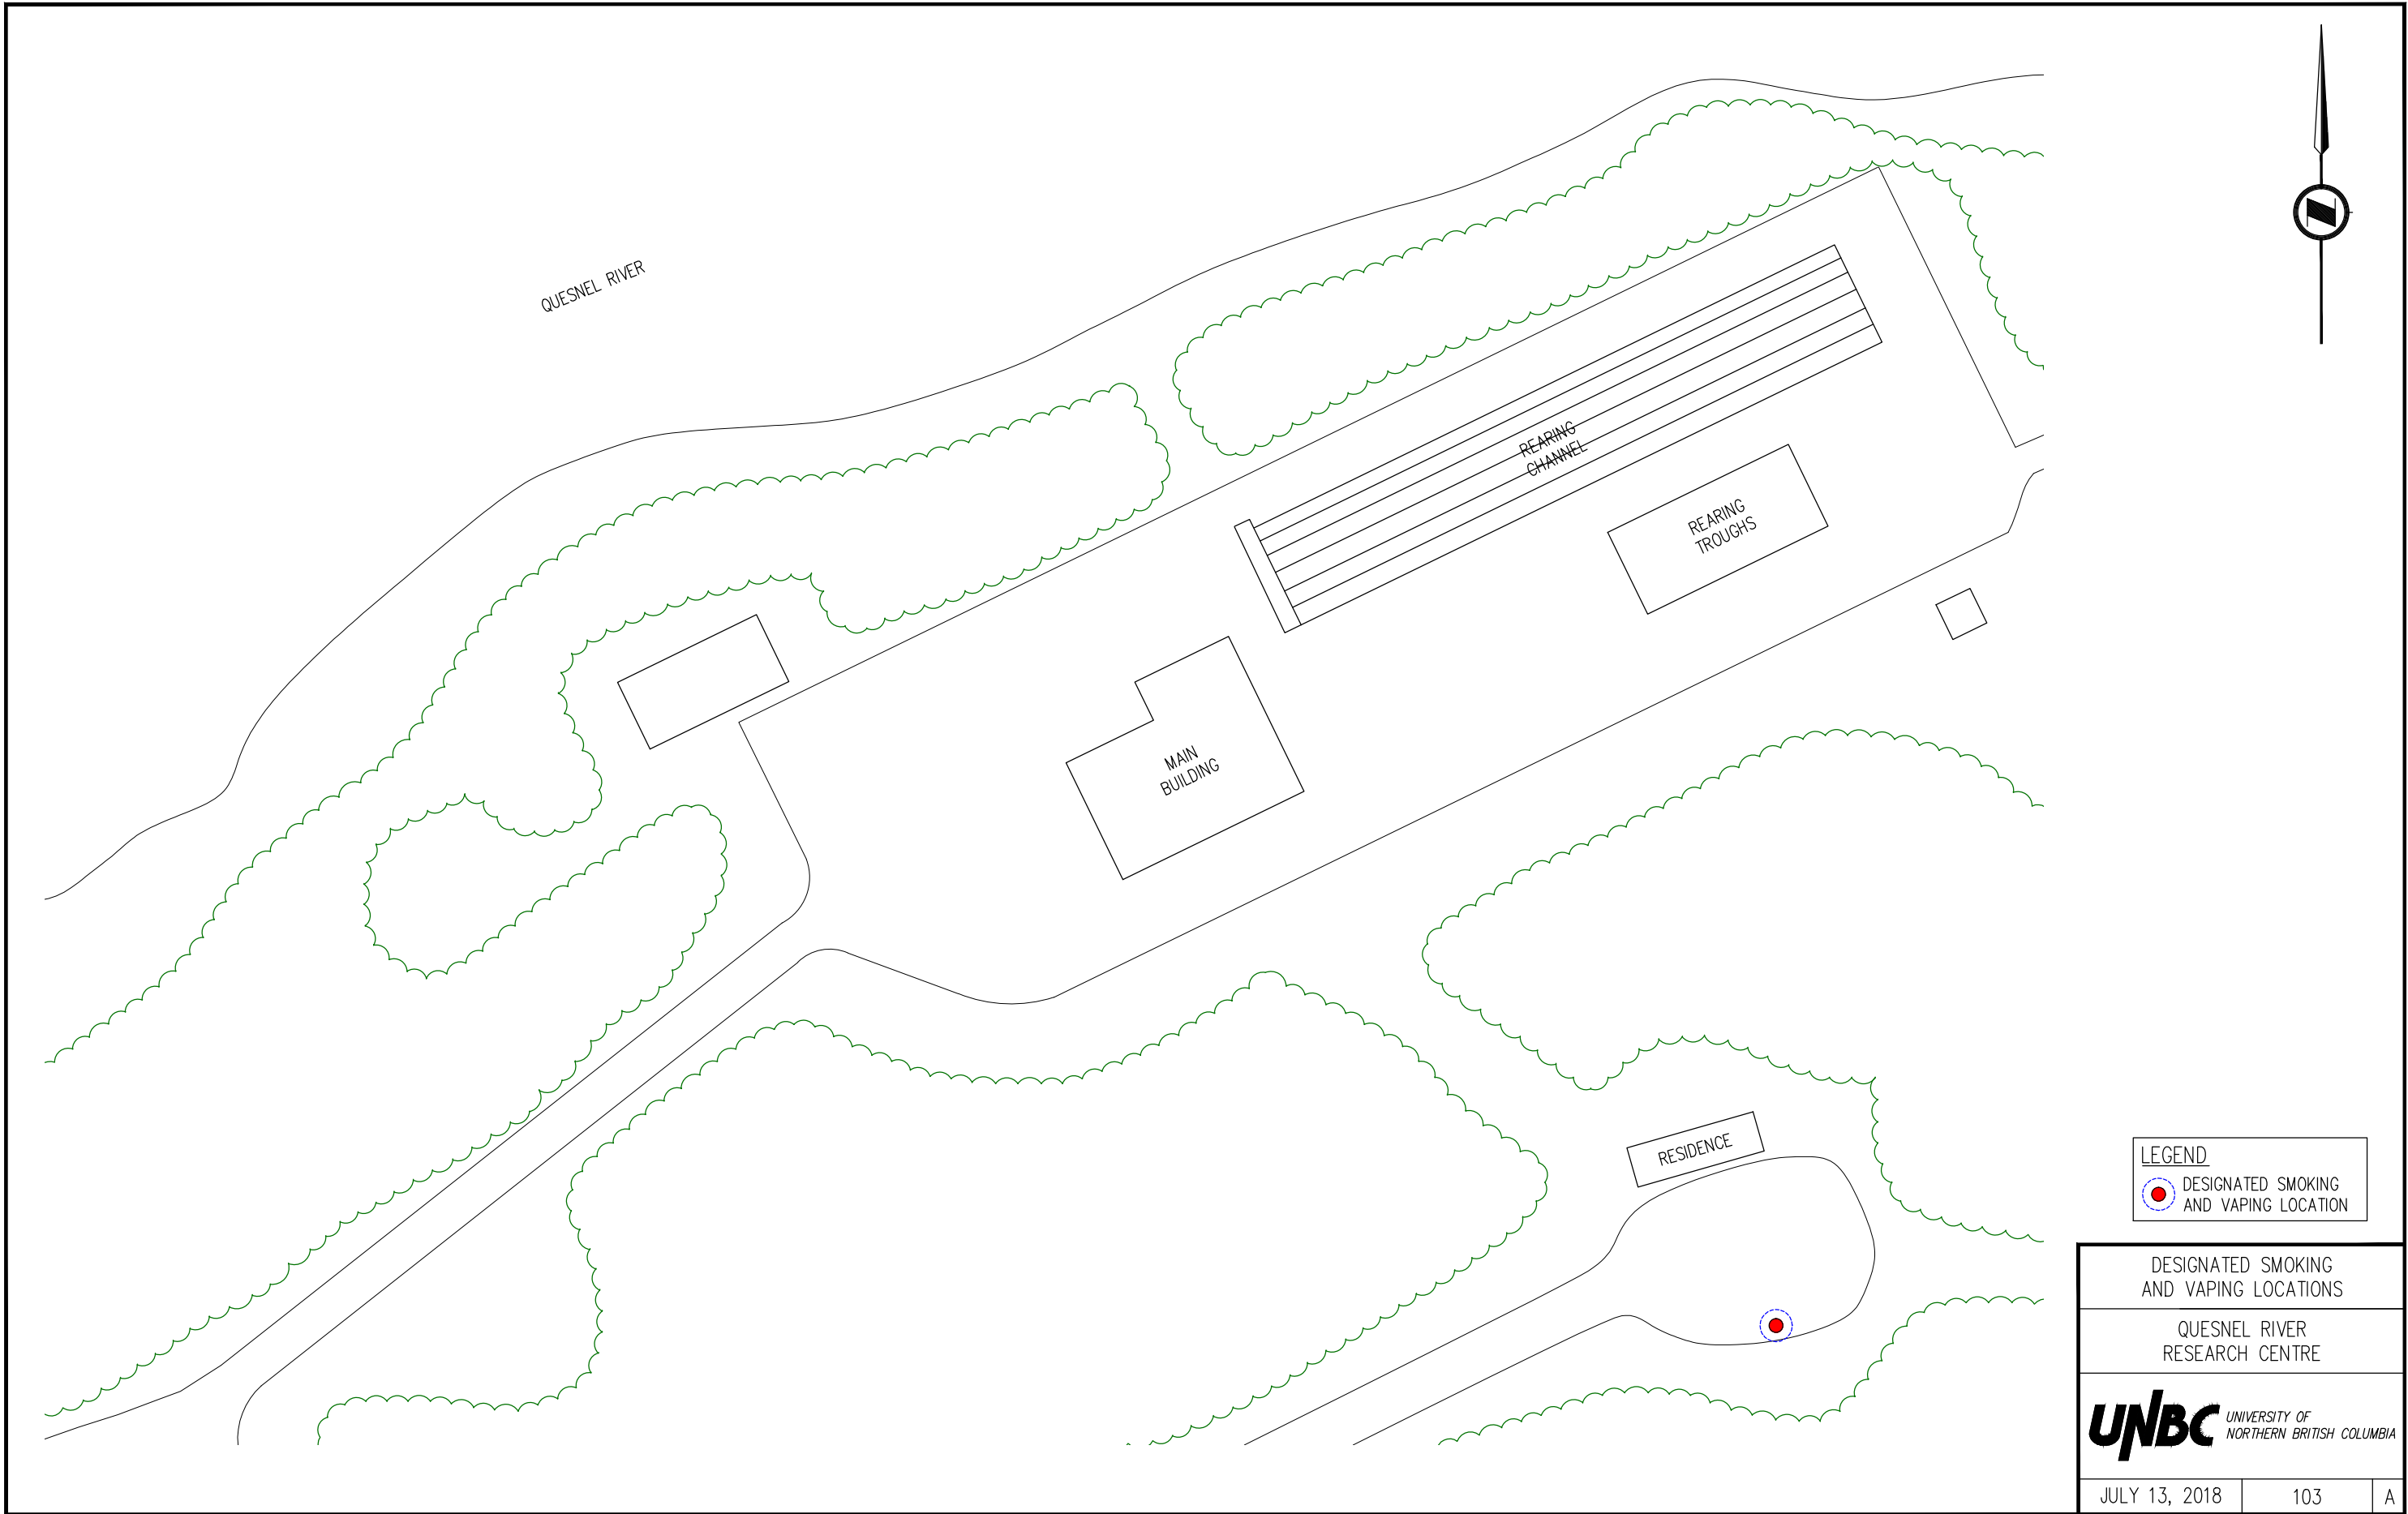 QUESNEL RIVER
REARING
CHANNEL
REARING
TROUGHS
MAIN
BUILDING
RESIDENCE
N
LEGEND
DESIGNATED SMOKING
AND VAPING LOCATION
DESIGNATED SMOKING
AND VAPING LOCATIONS
QUESNEL RIVER
RESEARCH CENTRE
UNBC
UNIVERSITY OF
NORTHERN BRITISH COLUMBIA
JULY 13, 2018
103
A